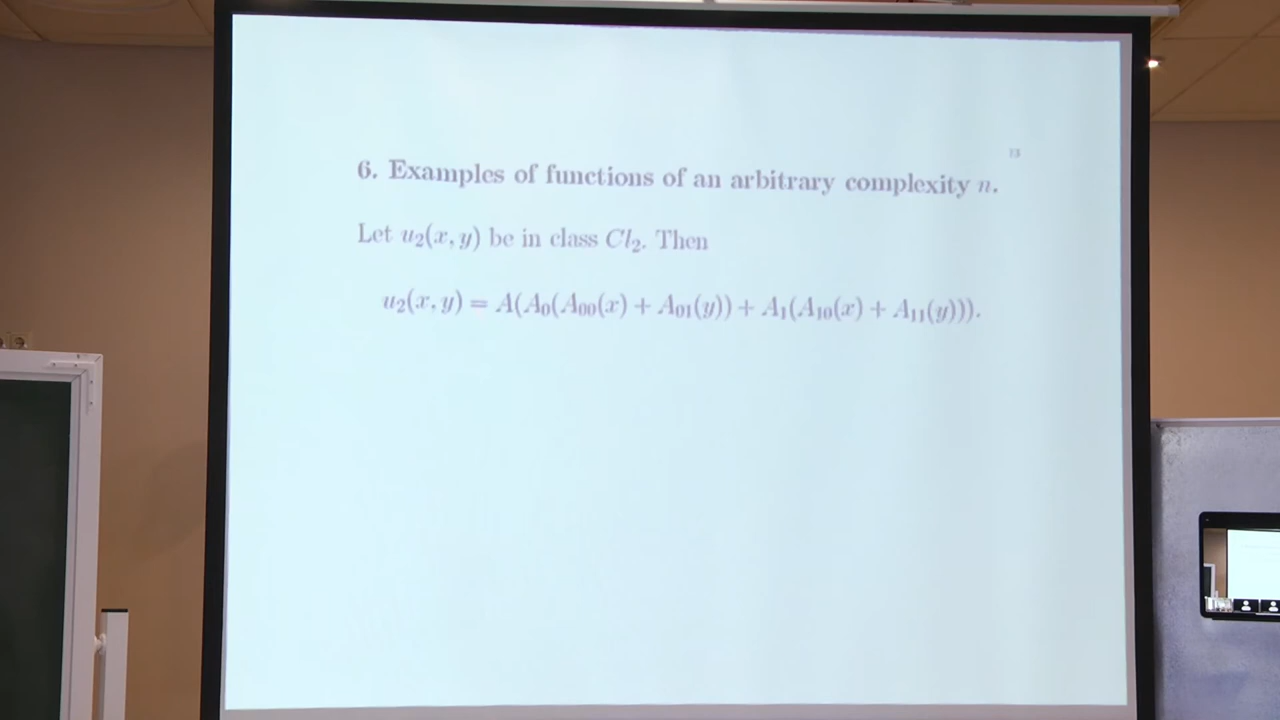 13
6. Examples of functions of an arbitrary complexity n.
Let u₂(x, y) be in class Cl₂. Then
u₂(x, y) = A(A₀(A₀₀(x) + A₀₁(y)) + A₁(A₁₀(x) + A₁₁(y))).